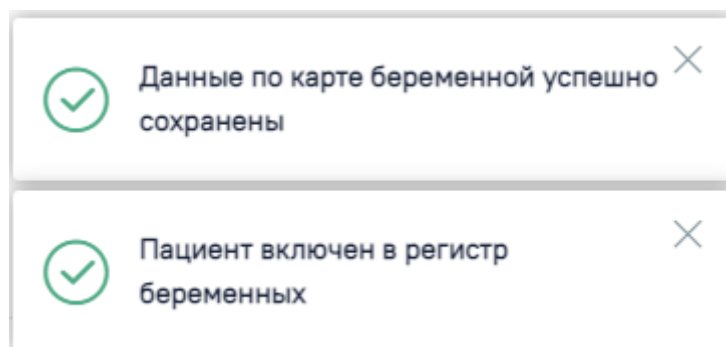 Данные по карте беременной успешно
сохранены
Пациент включен в регистр
беременных